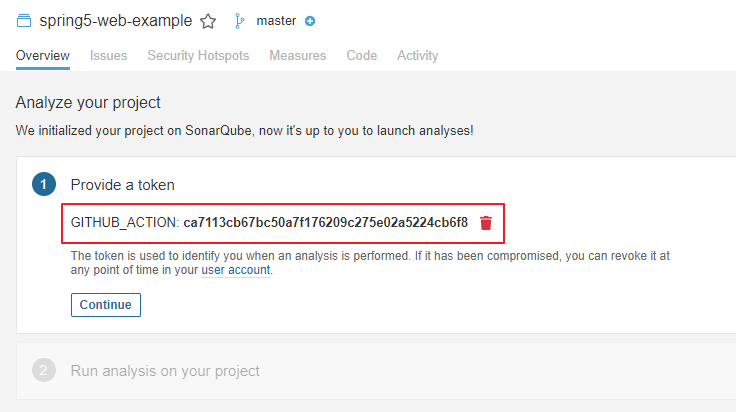 spring5-web-example master
Overview Issues Security Hotspots Measures Code Activity
Analyze your project
We initialized your project on SonarQube, now it's up to you to launch analyses!
1 Provide a token
GITHUB_ACTION: ca7113cb67bc50a7f176209c275e02a5224cb6f8
The token is used to identify you when an analysis is performed. If it has been compromised, you can revoke it at
any point of time in your user account.
Continue
2 Run analysis on your project